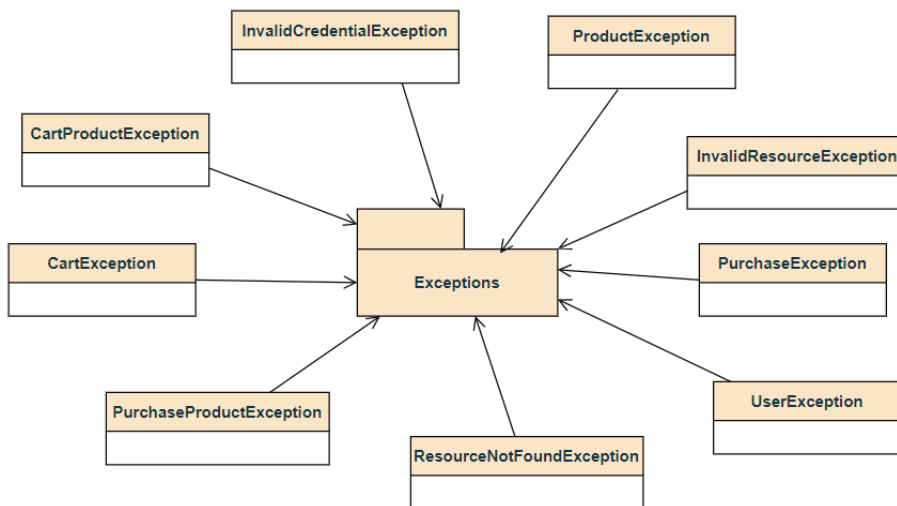 InvalidCredentialException
ProductException
CartProductException
InvalidResourceException
CartException
Exceptions
PurchaseException
PurchaseProductException
UserException
ResourceNotFoundException